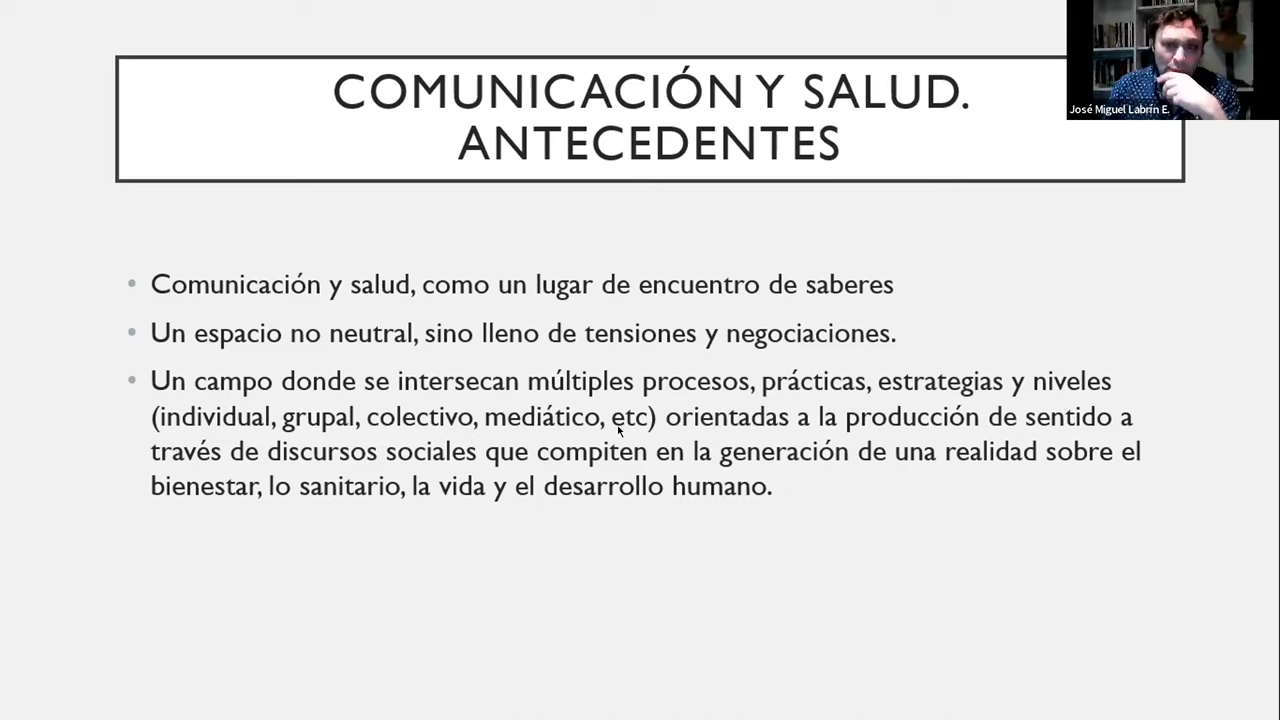 COMUNICACIÓN Y SALUD.
ANTECEDENTES
José Miguel Labrín E.
• Comunicación y salud, como un lugar de encuentro de saberes
• Un espacio no neutral, sino lleno de tensiones y negociaciones.
• Un campo donde se intersecan múltiples procesos, prácticas, estrategias y niveles
(individual, grupal, colectivo, mediático, etc) orientadas a la producción de sentido a
través de discursos sociales que compiten en la generación de una realidad sobre el
bienestar, lo sanitario, la vida y el desarrollo humano.